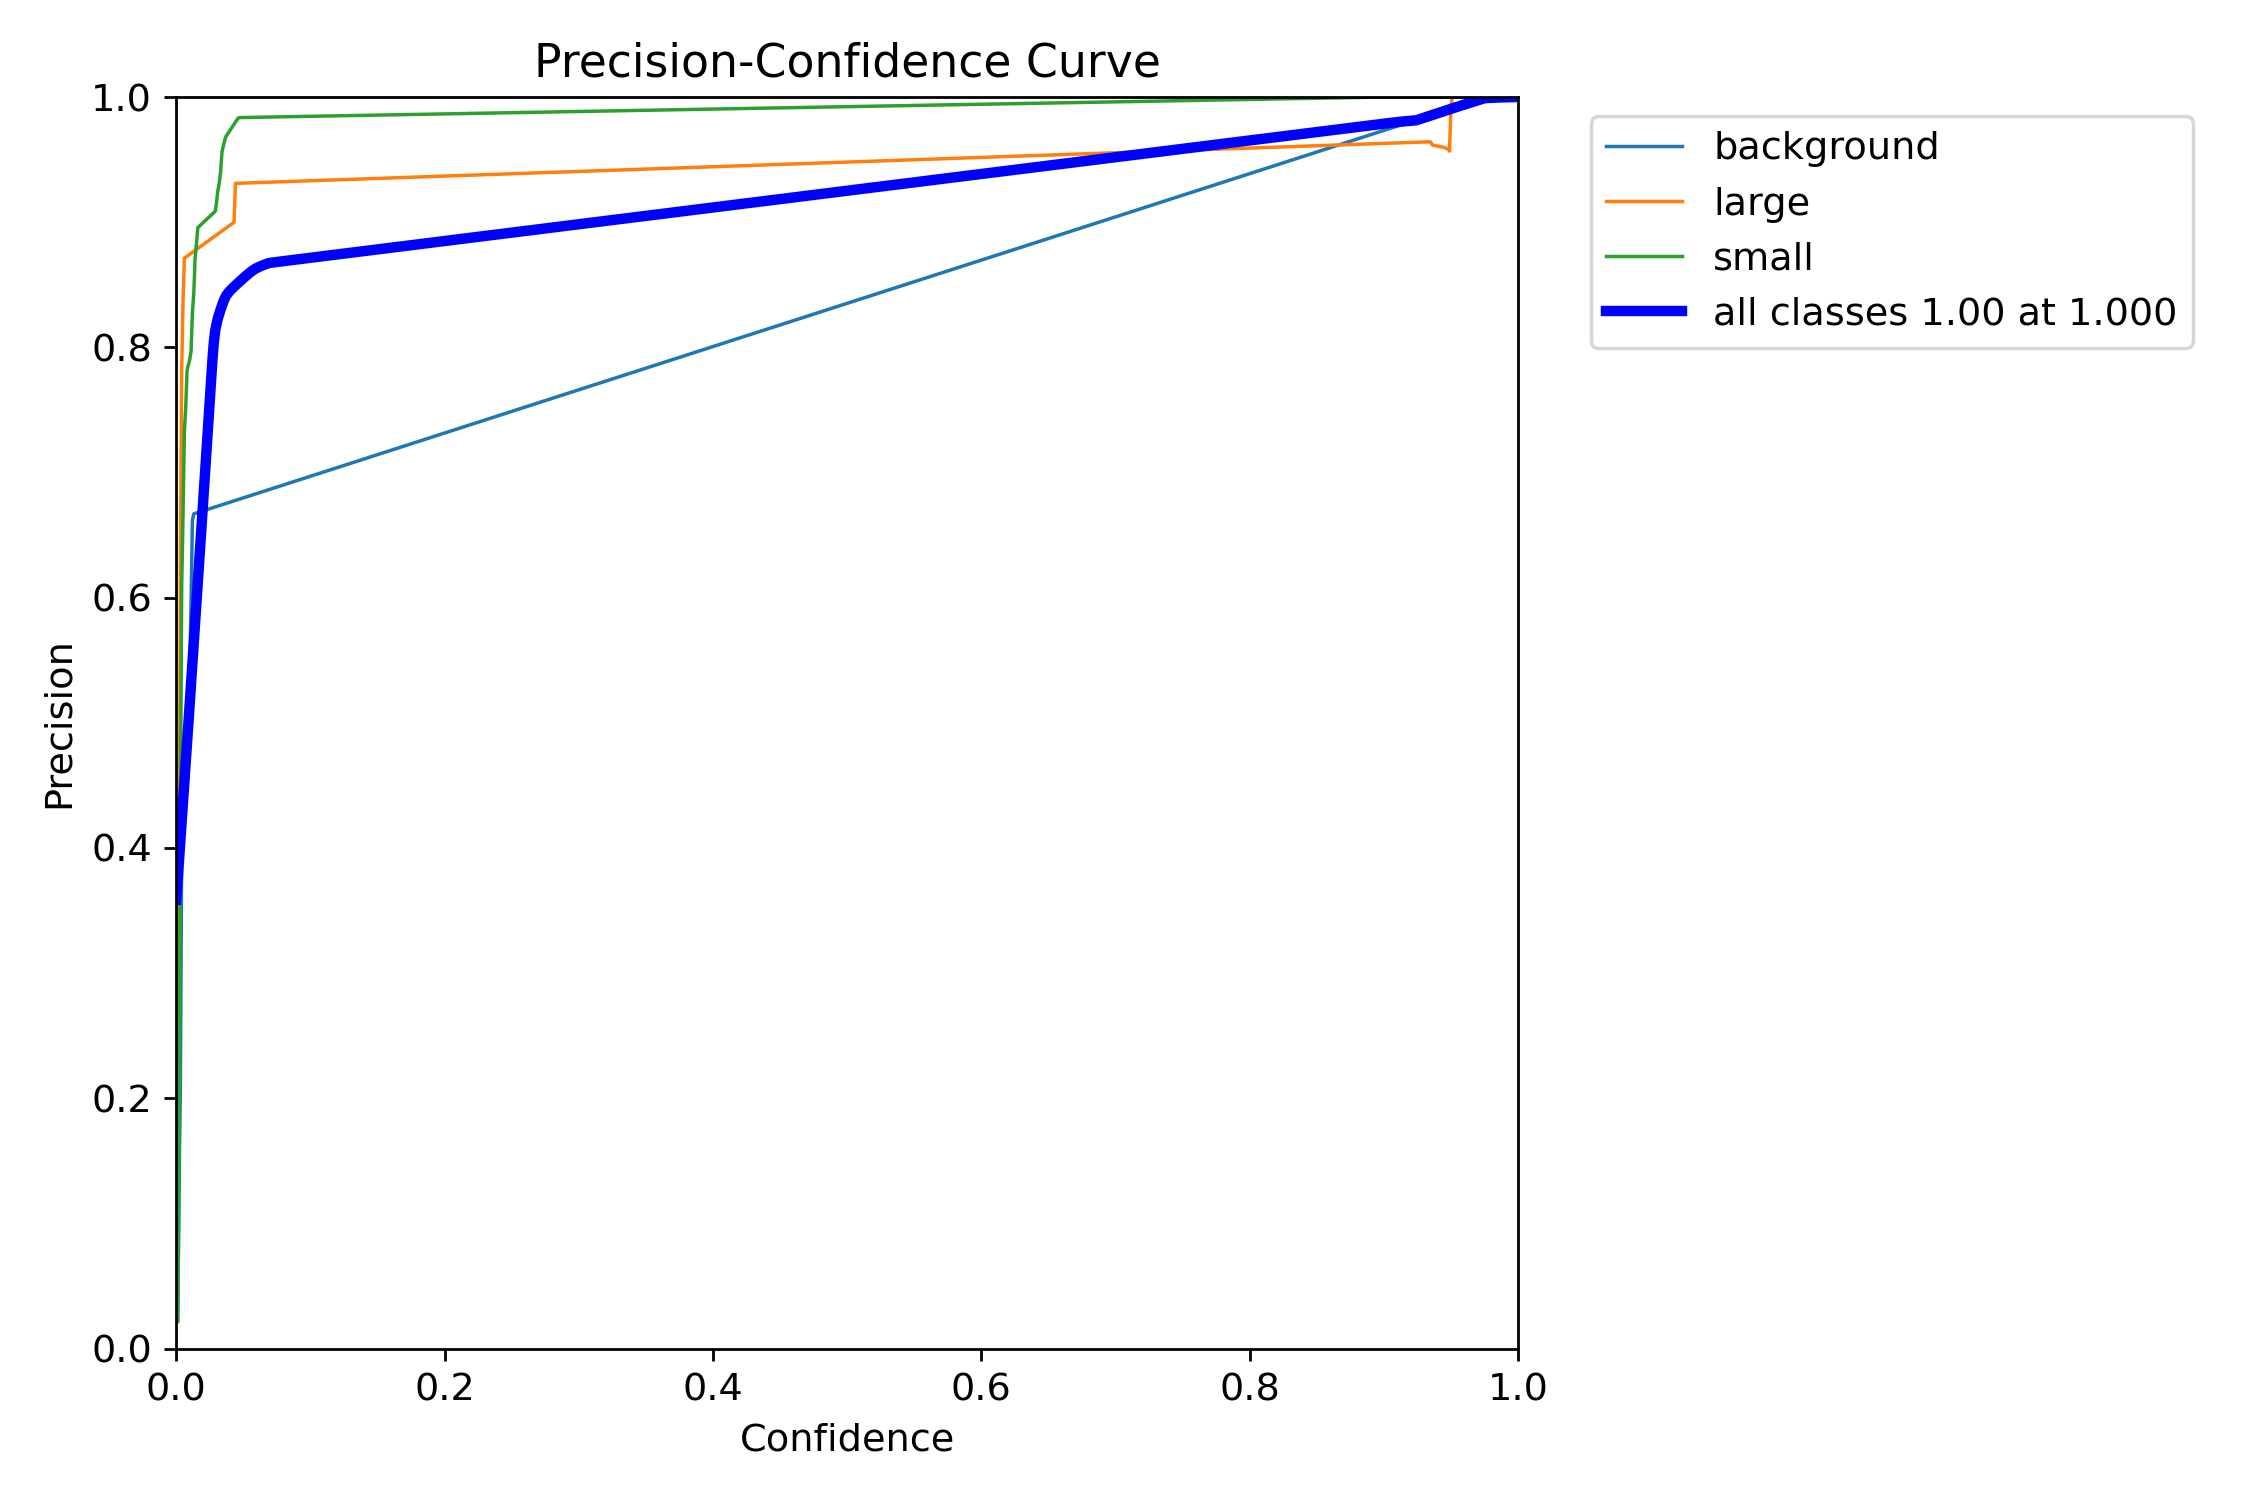 Precision-Confidence Curve
1.0
0.8
0.6
0.4
0.2
0.0
Precision
0.0 0.2 0.4 0.6 0.8 1.0
Confidence
background
large
small
all classes 1.00 at 1.000